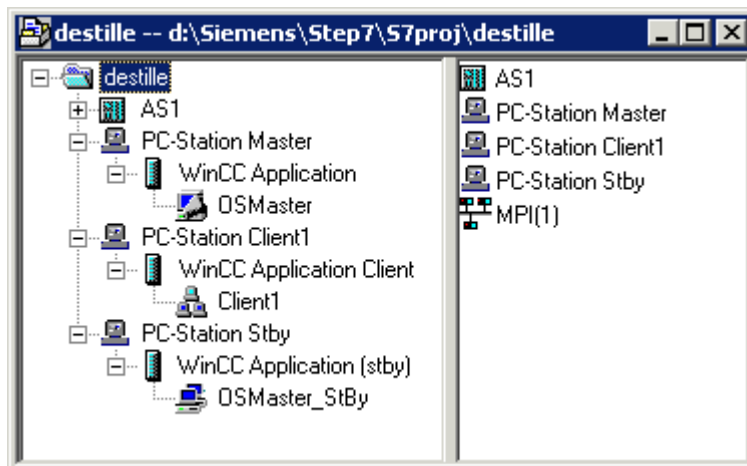 destille -- d:\Siemens\Step7\S7proj\destille
destille
AS1
PC-Station Master
WinCC Application
OSMaster
PC-Station Client1
WinCC Application Client
Client1
PC-Station Stby
WinCC Application (stby)
OSMaster_StBy
AS1
PC-Station Master
PC-Station Client1
PC-Station Stby
MPI(1)